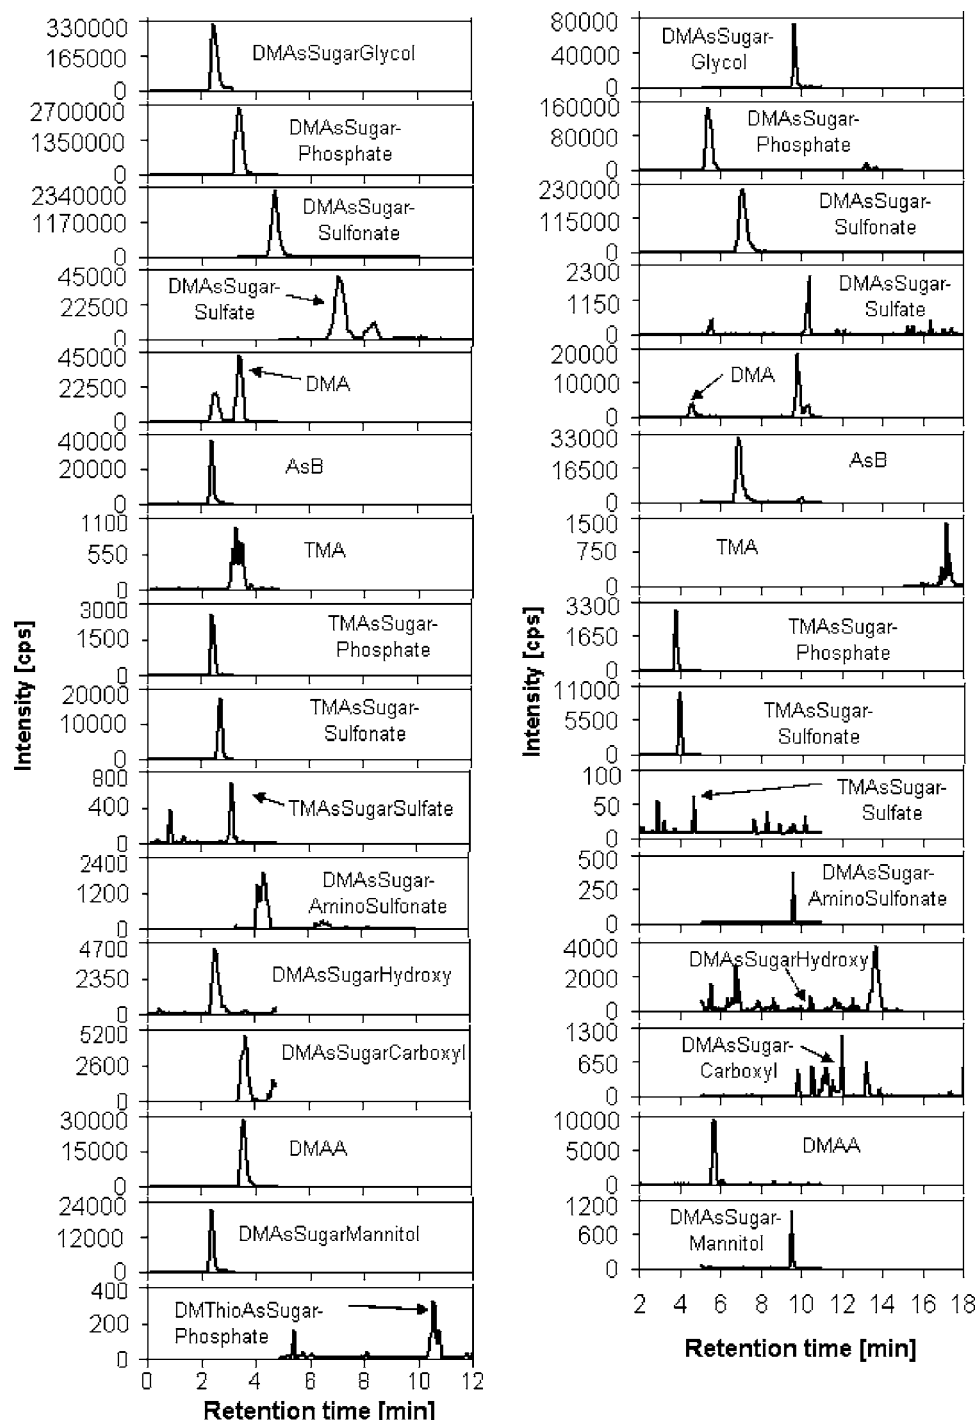 330000
165000
0
DMAsSugarGlycol
2700000
1350000
0
DMAsSugar-
Phosphate
2340000
1170000
0
DMAsSugar-
Sulfonate
45000
22500
0
DMAsSugar-
Sulfate
45000
22500
0
DMA
40000
20000
0
AsB
1100
550
0
TMA
3000
1500
0
TMAsSugar-
Phosphate
20000
10000
0
TMAsSugar-
Sulfonate
800
400
0
TMAsSugarSulfate
2400
1200
0
DMAsSugar-
AminoSulfonate
4700
2350
0
DMAsSugarHydroxy
5200
2600
0
DMAsSugarCarboxyl
30000
15000
0
DMAA
24000
12000
0
DMAsSugarMannitol
400
200
0
DMThioAsSugar-
Phosphate
0 2 4 6 8 10 12
Retention time [min]
Intensity [cps]
80000
40000
0
DMAsSugar-
Glycol
160000
80000
0
DMAsSugar-
Phosphate
230000
115000
0
DMAsSugar-
Sulfonate
2300
1150
0
DMAsSugar-
Sulfate
20000
10000
0
DMA
33000
16500
0
AsB
1500
750
0
TMA
3300
1650
0
TMAsSugar-
Phosphate
11000
5500
0
TMAsSugar-
Sulfonate
100
50
0
TMAsSugar-
Sulfate
500
250
0
DMAsSugar-
AminoSulfonate
4000
2000
0
DMAsSugarHydroxy
1300
650
0
DMAsSugar-
Carboxyl
10000
5000
0
DMAA
1200
600
0
DMAsSugar-
Mannitol
2 4 6 8 10 12 14 16 18
Retention time [min]
Intensity [cps]